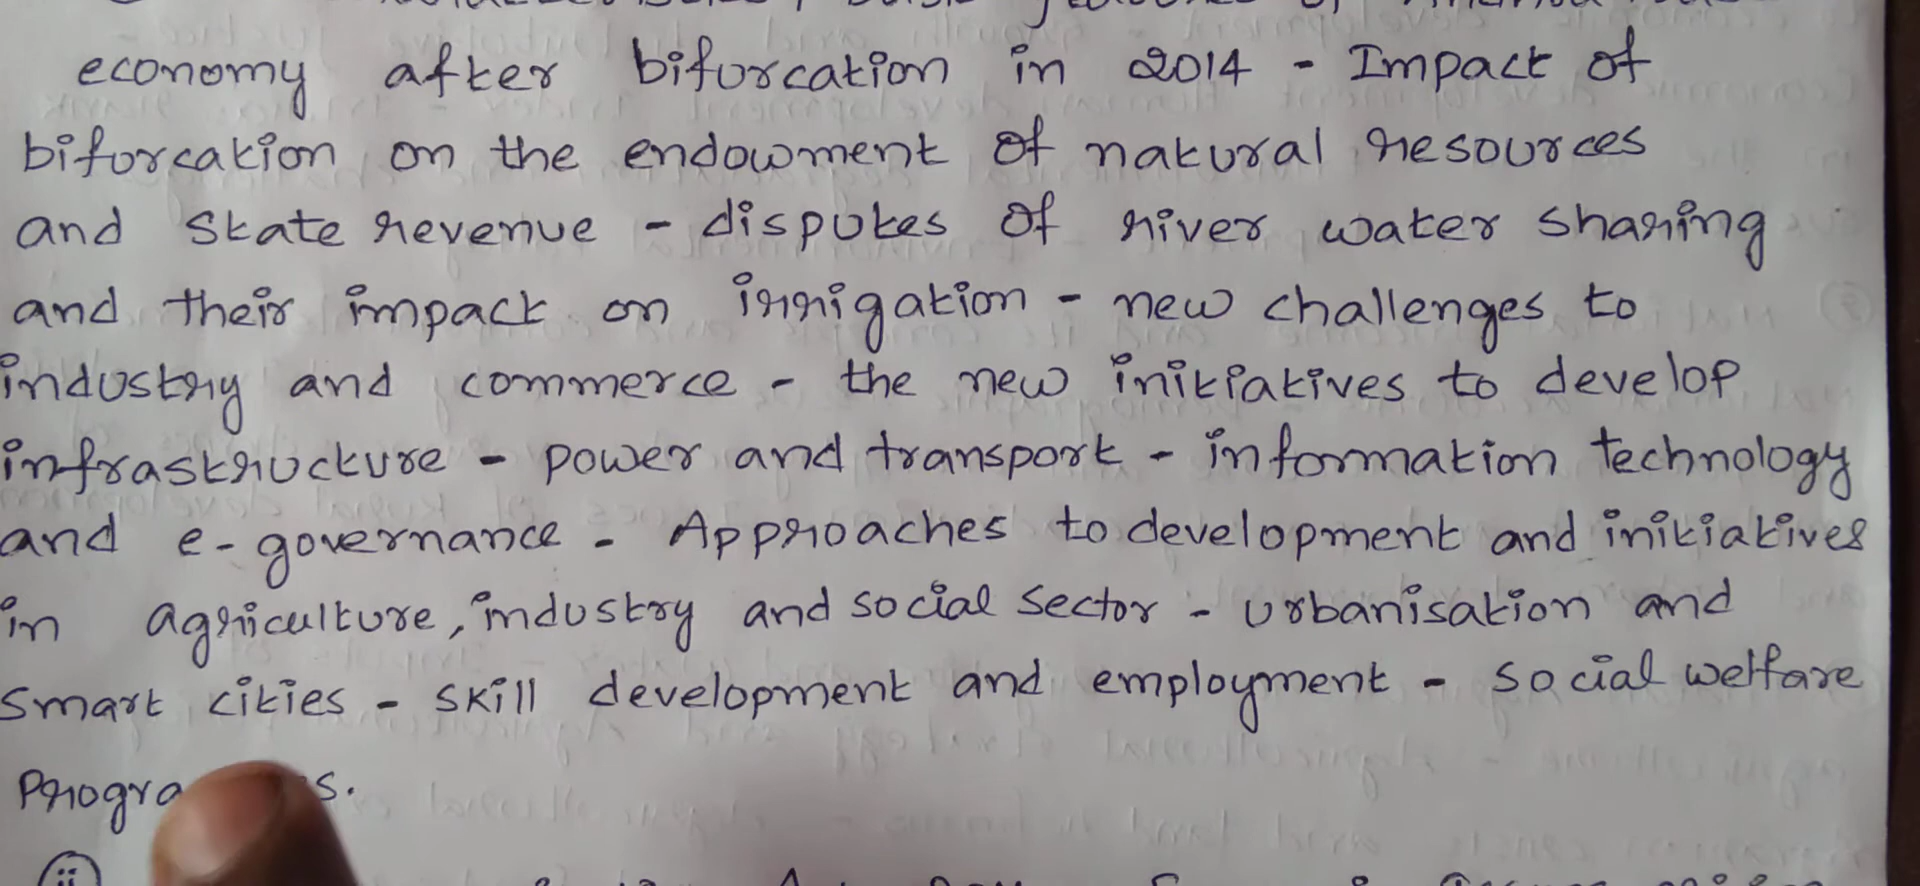 economy after bifurcation in 2014 - Impact of
bifurcation on the endowment of natural resources
and State revenue - disputes of river water sharing
and their impact on irrigation - new challenges to
industry and commerce - the new initiatives to develop
infrastructure - power and transport - information technology
and e-governance - Approaches to development and initiatives
in agriculture, industry and social sector - urbanisation and
smart cities - skill development and employment - social welfare